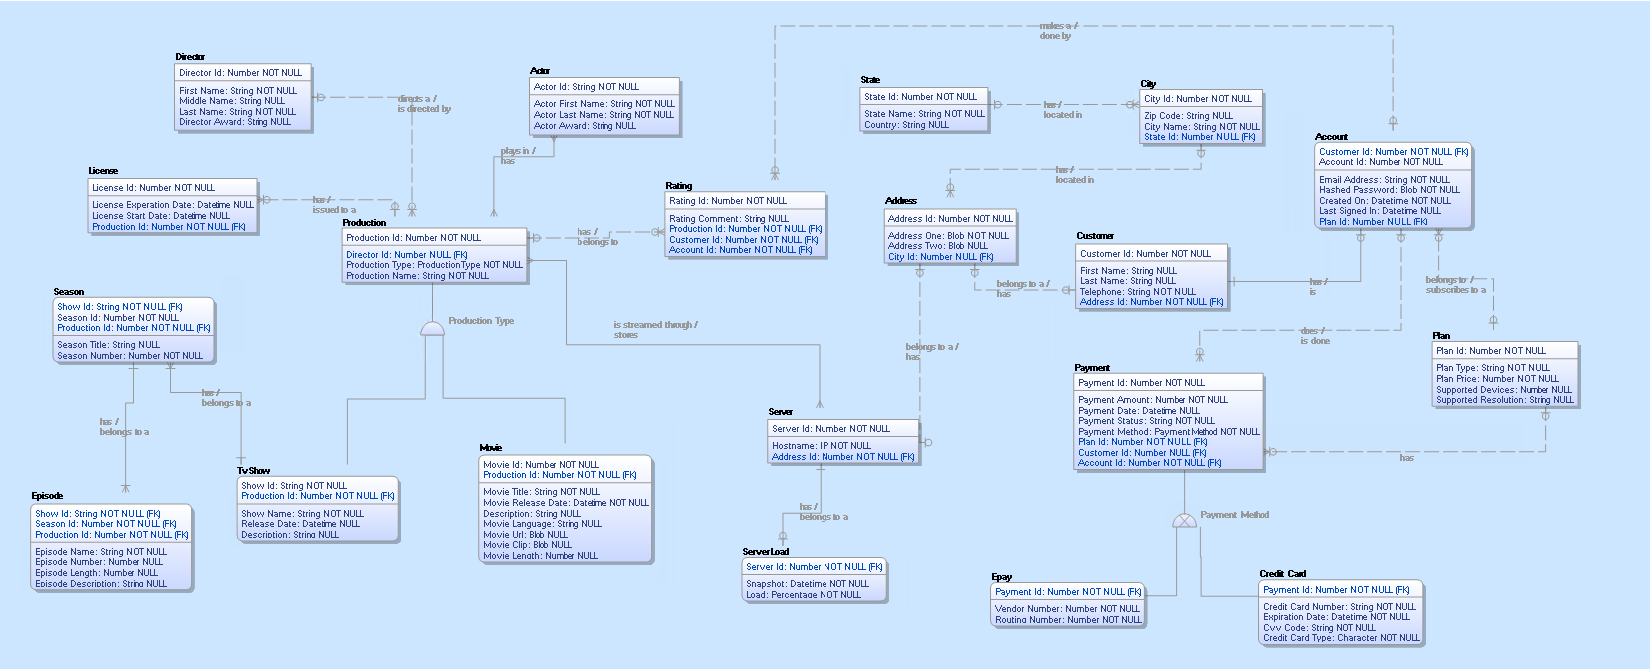 makes a /
done by
Director
Director Id: Number NOT NULL
First Name: String NOT NULL
Middle Name: String NULL
Last Name: String NOT NULL
Director Award: String NULL
directs a /
is directed by
Actor
Actor Id: String NOT NULL
Actor First Name: String NOT NULL
Actor Last Name: String NOT NULL
Actor Award: String NULL
plays in /
has
State
State Id: Number NOT NULL
State Name: String NOT NULL
Country: String NULL
has /
located in
City
City Id: Number NOT NULL
Zip Code: String NULL
City Name: String NOT NULL
State Id: Number NULL (FK)
has /
located in
Account
Customer Id: Number NOT NULL (FK)
Account Id: Number NOT NULL
Email Address: String NOT NULL
Hashed Password: Blob NOT NULL
Created On: Datetime NOT NULL
Last Signed In: Datetime NULL
Plan Id: Number NULL (FK)
License
License Id: Number NOT NULL
License Experation Date: Datetime NULL
License Start Date: Datetime NULL
Production Id: Number NOT NULL (FK)
has /
issued to a
Production
Production Id: Number NOT NULL
Director Id: Number NULL (FK)
Production Type: ProductionType NOT NULL
Production Name: String NOT NULL
has /
belongs to
Rating
Rating Id: Number NOT NULL
Rating Comment: String NULL
Production Id: Number NOT NULL (FK)
Customer Id: Number NOT NULL (FK)
Account Id: Number NOT NULL (FK)
Address
Address Id: Number NOT NULL
Address One: Blob NOT NULL
Address Two: Blob NULL
City Id: Number NULL (FK)
belongs to a /
has
Customer
Customer Id: Number NOT NULL
First Name: String NULL
Last Name: String NULL
Telephone: String NOT NULL
Address Id: Number NOT NULL (FK)
has /
is
belongs to /
subscribes to a
Season
Show Id: String NOT NULL (FK)
Season Id: Number NOT NULL
Production Id: Number NOT NULL (FK)
Season Title: String NULL
Season Number: Number NOT NULL
Production Type
is streamed through /
stores
belongs to a /
has
does /
is done
Plan
Plan Id: Number NOT NULL
Plan Type: String NOT NULL
Plan Price: Number NOT NULL
Supported Devices: Number NULL
Supported Resolution: String NULL
has /
belongs to a
has /
belongs to a
Payment
Payment Id: Number NOT NULL
Payment Amount: Number NOT NULL
Payment Date: Datetime NULL
Payment Status: String NOT NULL
Payment Method: PaymentMethod NOT NULL
Plan Id: Number NOT NULL (FK)
Customer Id: Number NOT NULL (FK)
Account Id: Number NOT NULL (FK)
has
Server
Server Id: Number NOT NULL
Hostname: IP NOT NULL
Address Id: Number NOT NULL (FK)
has /
belongs to a
Tv Show
Show Id: String NOT NULL
Production Id: Number NOT NULL (FK)
Show Name: String NOT NULL
Release Date: Datetime NULL
Description: String NULL
Movie
Movie Id: Number NOT NULL
Production Id: Number NOT NULL (FK)
Movie Title: String NOT NULL
Movie Release Date: Datetime NOT NULL
Description: String NULL
Movie Language: String NULL
Movie Url: Blob NULL
Movie Clip: Blob NULL
Movie Length: Number NULL
Episode
Show Id: String NOT NULL (FK)
Season Id: Number NOT NULL (FK)
Production Id: Number NOT NULL (FK)
Episode Name: String NOT NULL
Episode Number: Number NULL
Episode Length: Number NULL
Episode Description: String NULL
Payment Method
ServerLoad
Server Id: Number NOT NULL (FK)
Snapshot: Datetime NOT NULL
Load: Percentage NOT NULL
Epay
Payment Id: Number NOT NULL (FK)
Vendor Number: Number NOT NULL
Routing Number: Number NOT NULL
Credit Card
Payment Id: Number NOT NULL (FK)
Credit Card Number: String NOT NULL
Expiration Date: Datetime NOT NULL
Cvv Code: String NOT NULL
Credit Card Type: Character NOT NULL